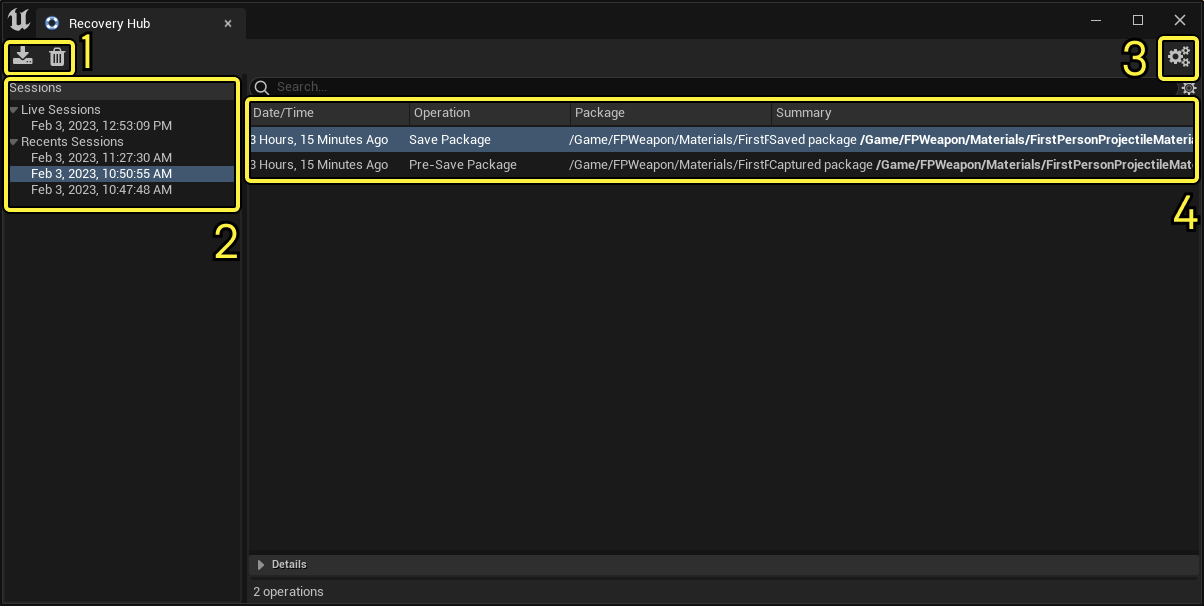 Recovery Hub
1
3
Sessions
Search...
Live Sessions
Feb 3, 2023, 12:53:09 PM
Recents Sessions
Feb 3, 2023, 11:27:30 AM
Feb 3, 2023, 10:50:55 AM
Feb 3, 2023, 10:47:48 AM
2
Date/Time Operation Package Summary
3 Hours, 15 Minutes Ago Save Package /Game/FPWeapon/Materials/FirstF Saved package /Game/FPWeapon/Materials/FirstPersonProjectileMateria
3 Hours, 15 Minutes Ago Pre-Save Package /Game/FPWeapon/Materials/FirstF Captured package /Game/FPWeapon/Materials/FirstPersonProjectileMat
4
Details
2 operations